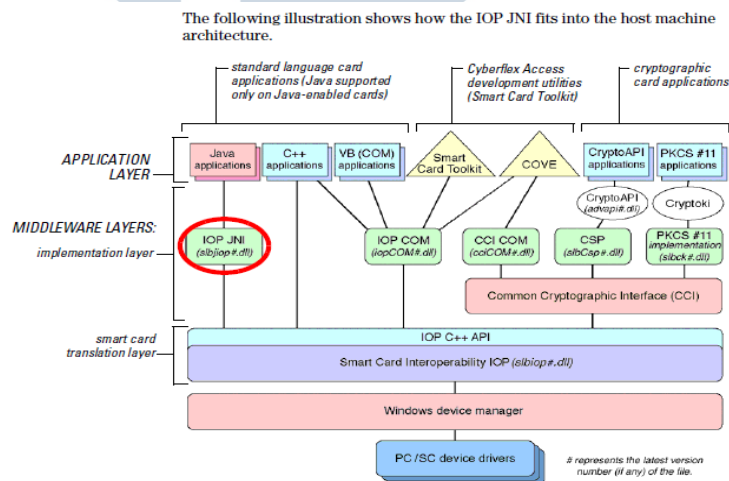 The following illustration shows how the IOP JNI fits into the host machine
architecture.
standard language card
applications (Java supported
only on Java-enabled cards)
Cyberflex Access
development utilities
(Smart Card Toolkit)
cryptographic
card applications
APPLICATION
LAYER
Java
applications
C++
applications
VB (COM)
applications
Smart
Card Toolkit
COVE
CryptoAPI
applications
PKCS #11
applications
CryptoAPI
(advapi#.dll)
Cryptoki
MIDDLEWARE LAYERS:
implementation layer
IOP JNI
(slbjiop#.dll)
IOP COM
(iopCOM#.dll)
CCI COM
(cciCOM#.dll)
CSP
(slbCsp#.dll)
PKCS #11
implementation
(slbck#.dll)
Common Cryptographic Interface (CCI)
smart card
translation layer
IOP C++ API
Smart Card Interoperability IOP (slbiop#.dll)
Windows device manager
PC/SC device drivers
# represents the latest version
number (if any) of the file.